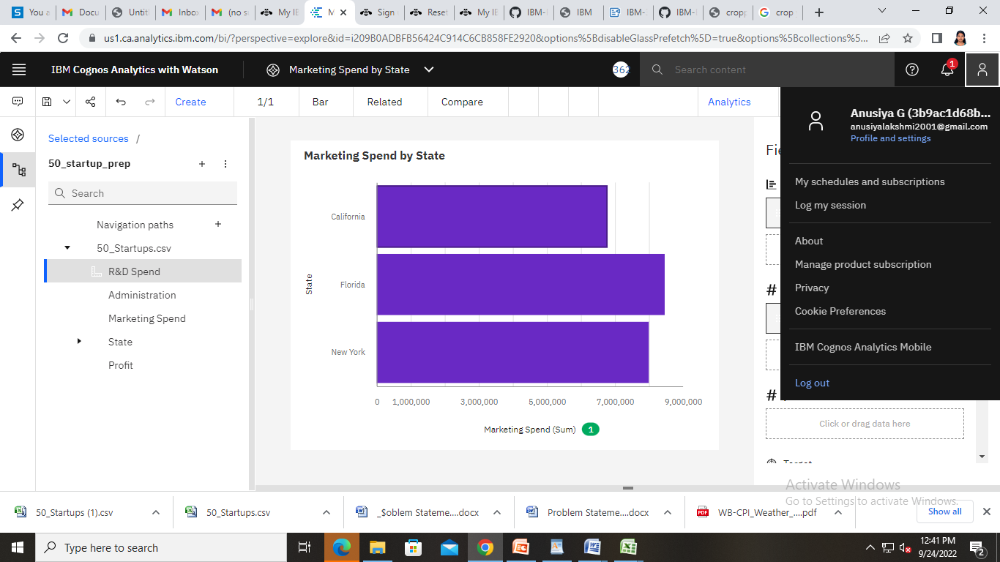 You a
Docu
Untitl
Inbox
(no su
My IB
M
Sign
Reset
My IB
IBM-
IBM
IBM-
IBM-
cropp
crop
us1.ca.analytics.ibm.com/bi/?perspective=explore&id=i209B0ADBFB56424C914C6CB858FE2920&options%5BdisableGlassPrefetch%5D=true&options%5Bcollections%5...
IBM Cognos Analytics with Watson
Marketing Spend by State
362
Search content
1
Create
1/1
Bar
Related
Compare
Analytics
Anusiya G (3b9ac1d68b...
anusiyalakshmi2001@gmail.com
Profile and settings
My schedules and subscriptions
Log my session
About
Manage product subscription
Privacy
Cookie Preferences
IBM Cognos Analytics Mobile
Log out
Selected sources /
50_startup_prep
Search
Navigation paths
50_Startups.csv
R&D Spend
Administration
Marketing Spend
State
Profit
Marketing Spend by State
State
California
Florida
New York
0 1,000,000 3,000,000 5,000,000 7,000,000 9,000,000
Marketing Spend (Sum) 1
Fie
#
#
Click or drag data here
Target
Activate Windows
Go to Settings to activate Windows.
50_Startups (1).csv
50_Startups.csv
_$oblem Stateme....docx
Problem Stateme....docx
WB-CPI_Weather_....pdf
Show all
Type here to search
12:41 PM
9/24/2022
2